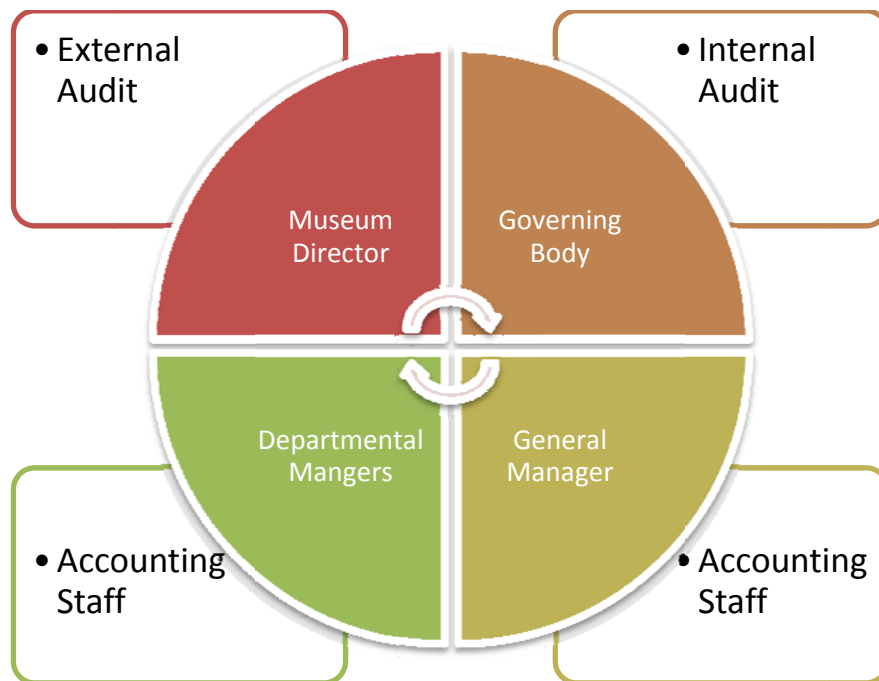 • External
Audit
• Internal
Audit
Museum
Director
Governing
Body
Departmental
Mangers
General
Manager
• Accounting
Staff
• Accounting
Staff